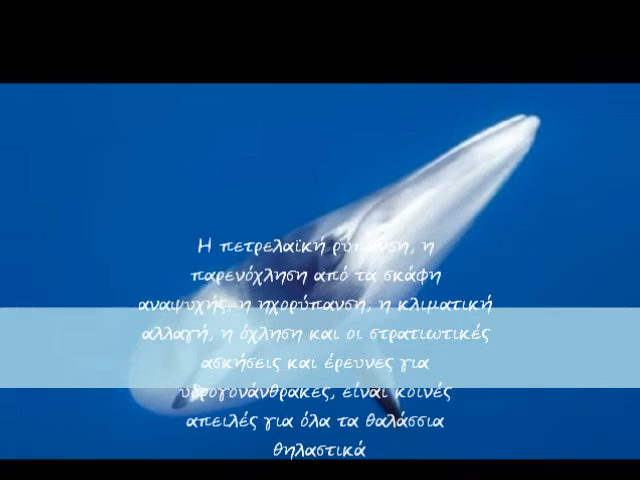 Η πετρελαϊκή ρύπανση, η
παρενόχληση από τα σκάφη
αναψυχής, η ηχορύπανση, η κλιματική
αλλαγή, η όχληση και οι στρατιωτικές
ασκήσεις και έρευνες για
υδρογονάνθρακες, είναι κοινές
απειλές για όλα τα θαλάσσια
θηλαστικά